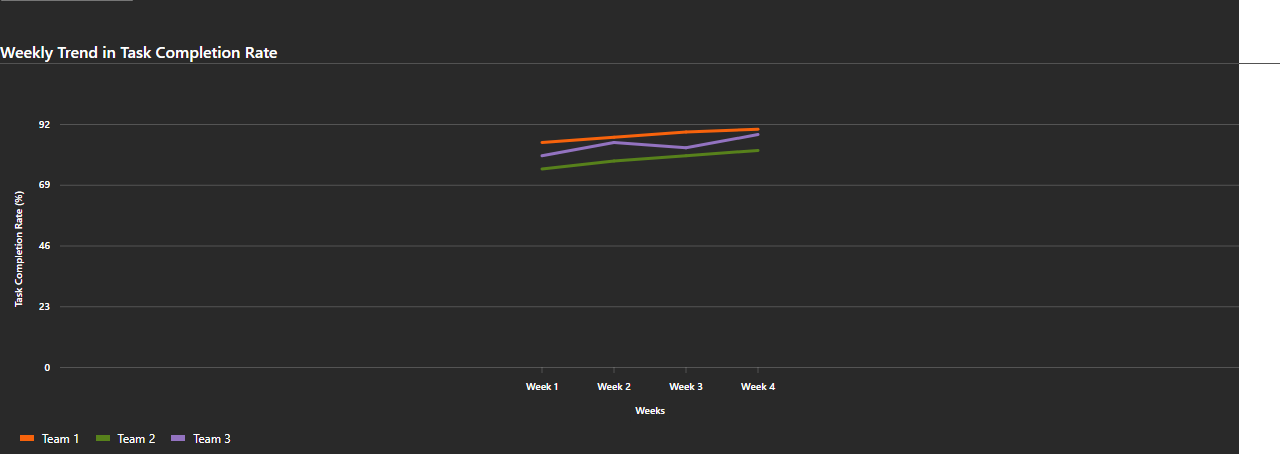 Weekly Trend in Task Completion Rate
92
69
46
23
0
Task Completion Rate (%)
Week 1 Week 2 Week 3 Week 4
Weeks
Team 1 Team 2 Team 3